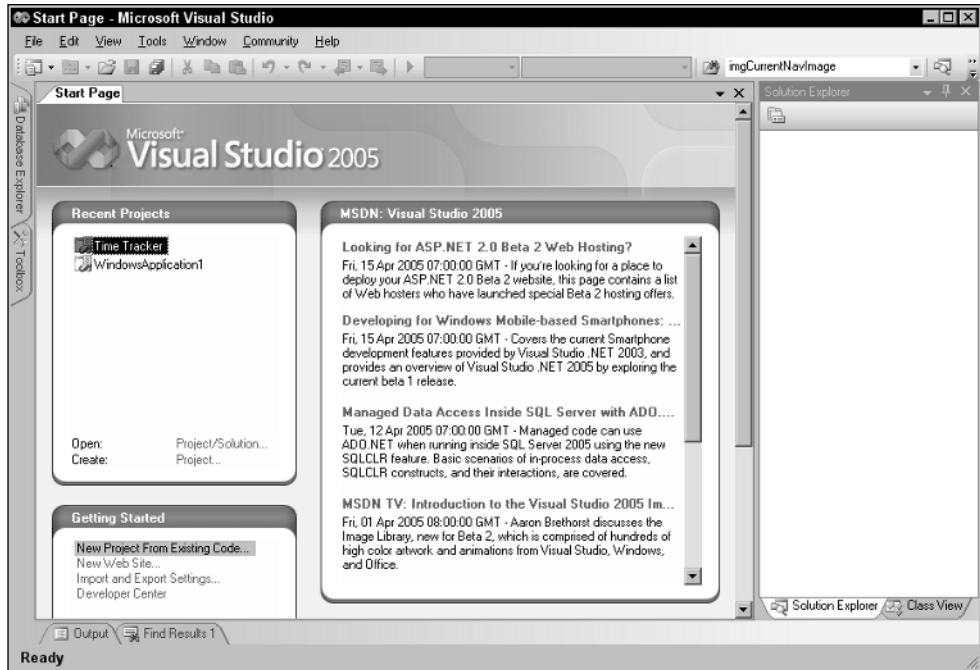 Start Page - Microsoft Visual Studio
File Edit View Tools Window Community Help
imgCurrentNavImage
Database Explorer
Toolbox
Start Page
Microsoft
Visual Studio 2005
Recent Projects
Time Tracker
WindowsApplication1
Open: Project/Solution...
Create: Project...
Getting Started
New Project From Existing Code...
New Web Site...
Import and Export Settings...
Developer Center
MSDN: Visual Studio 2005
Looking for ASP.NET 2.0 Beta 2 Web Hosting?
Fri, 15 Apr 2005 07:00:00 GMT - If you're looking for a place to
deploy your ASP.NET 2.0 Beta 2 website, this page contains a list
of Web hosters who have launched special Beta 2 hosting offers.
Developing for Windows Mobile-based Smartphones: ...
Fri, 15 Apr 2005 07:00:00 GMT - Covers the current Smartphone
development features provided by Visual Studio .NET 2003, and
provides an overview of Visual Studio .NET 2005 by exploring the
current beta 1 release.
Managed Data Access Inside SQL Server with ADO....
Tue, 12 Apr 2005 07:00:00 GMT - Managed code can use
ADO.NET when running inside SQL Server 2005 using the new
SQLCLR feature. Basic scenarios of in-process data access,
SQLCLR constructs, and their interactions, are covered.
MSDN TV: Introduction to the Visual Studio 2005 Im...
Fri, 01 Apr 2005 08:00:00 GMT - Aaron Brethorst discusses the
Image Library, new for Beta 2, which is comprised of hundreds of
high color artwork and animations from Visual Studio, Windows,
and Office.
Solution Explorer
Solution Explorer Class View
Output Find Results 1
Ready